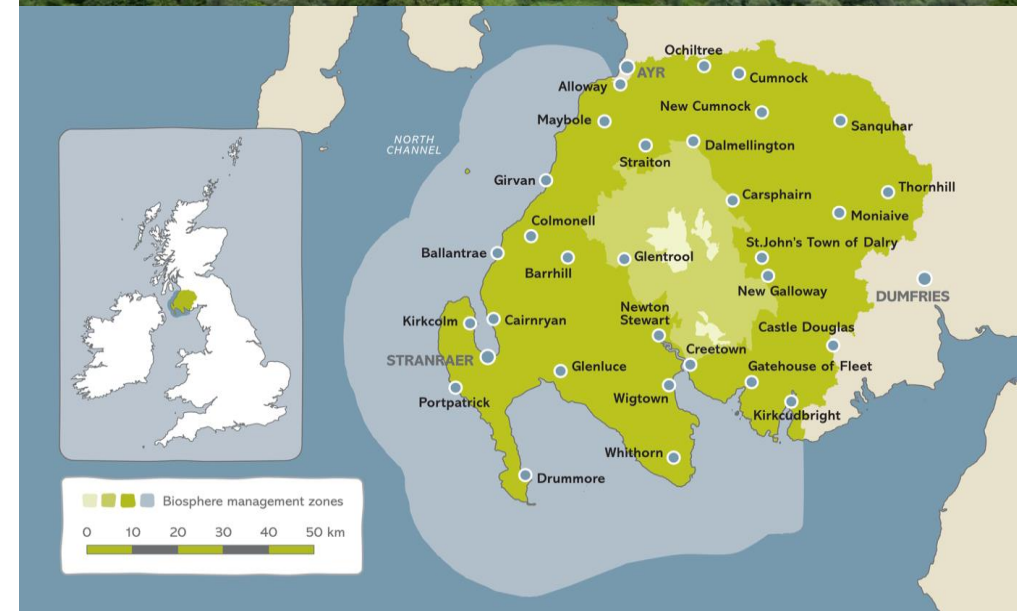 Ochiltree
AYR
Cumnock
Alloway
New Cumnock
Maybole
Sanquhar
NORTH
CHANNEL
Straiton
Dalmellington
Girvan
Carsphairn
Thornhill
Moniaive
Colmonell
St.John's Town of Dalry
Ballantrae
Barrhill
Glentrool
New Galloway
DUMFRIES
Newton
Stewart
Kirkcolm
Cairnryan
Castle Douglas
STRANRAER
Creetown
Glenluce
Gatehouse of Fleet
Portpatrick
Wigtown
Kirkcudbright
Whithorn
Drummore
Biosphere management zones
0 10 20 30 40 50 km